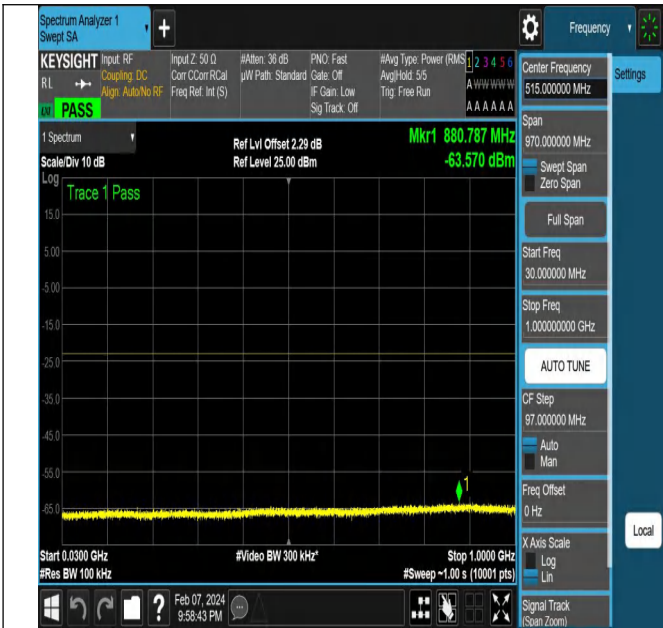 Spectrum Analyzer 1
Swept SA
+
Frequency
KEYSIGHT
RL
PASS
Input: RF
Coupling: DC
Align: Auto/No RF
Input Z: 50 Ω
Corr CCorr RCal
Freq Ref: Int (S)
#Atten: 36 dB
µW Path: Standard
PNO: Fast
Gate: Off
IF Gain: Low
Sig Track: Off
#Avg Type: Power (RMS
Avg|Hold: 5/5
Trig: Free Run
1 2 3 4 5 6
A W W W W W
A A A A A A
1 Spectrum
Scale/Div 10 dB
Ref Lvl Offset 2.29 dB
Ref Level 25.00 dBm
Mkr1 880.787 MHz
-63.570 dBm
Log
Trace 1 Pass
15.0
5.00
-5.00
-15.0
-25.0
-35.0
-45.0
-55.0
-65.0
1
Start 0.0300 GHz
#Res BW 100 kHz
#Video BW 300 kHz*
Stop 1.0000 GHz
#Sweep ~1.00 s (10001 pts)
Center Frequency
515.000000 MHz
Settings
Span
970.000000 MHz
Swept Span
Zero Span
Full Span
Start Freq
30.000000 MHz
Stop Freq
1.000000000 GHz
AUTO TUNE
CF Step
97.000000 MHz
Auto
Man
Freq Offset
0 Hz
Local
X Axis Scale
Log
Lin
Signal Track
(Span Zoom)
?
Feb 07, 2024
9:58:43 PM